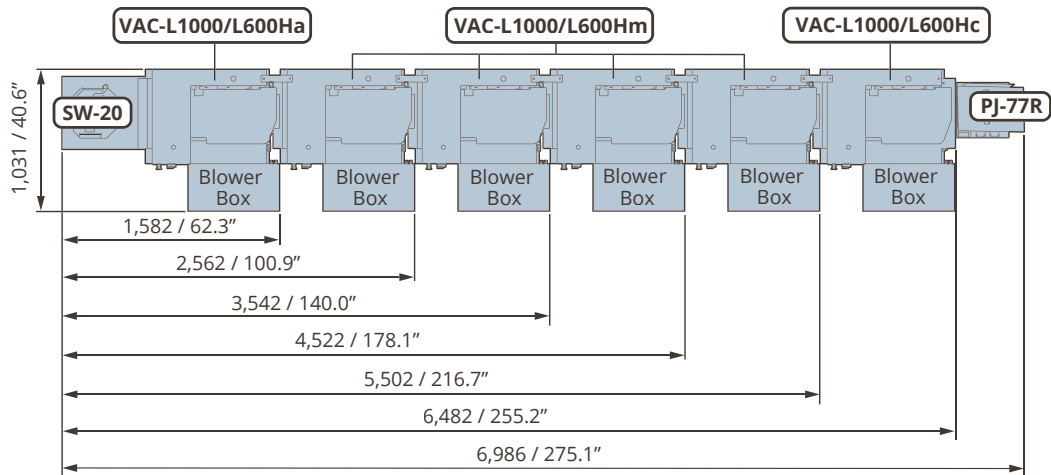 VAC-L1000/L600Ha
VAC-L1000/L600Hm
VAC-L1000/L600Hc
SW-20
PJ-77R
1,031 / 40.6”
Blower
Box
Blower
Box
Blower
Box
Blower
Box
Blower
Box
Blower
Box
1,582 / 62.3”
2,562 / 100.9”
3,542 / 140.0”
4,522 / 178.1”
5,502 / 216.7”
6,482 / 255.2”
6,986 / 275.1”